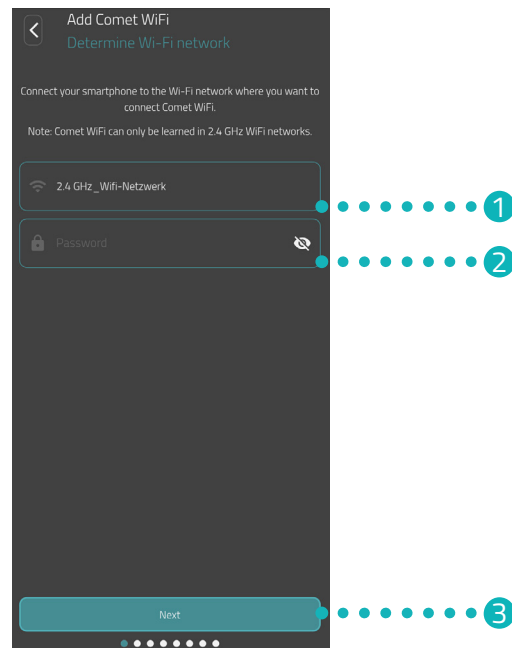 Add Comet WiFi
Determine Wi-Fi network
Connect your smartphone to the Wi-Fi network where you want to
connect Comet WiFi.
Note: Comet WiFi can only be learned in 2.4 GHz WiFi networks.
2.4 GHz_Wifi-Netzwerk
1
Password
2
Next
3